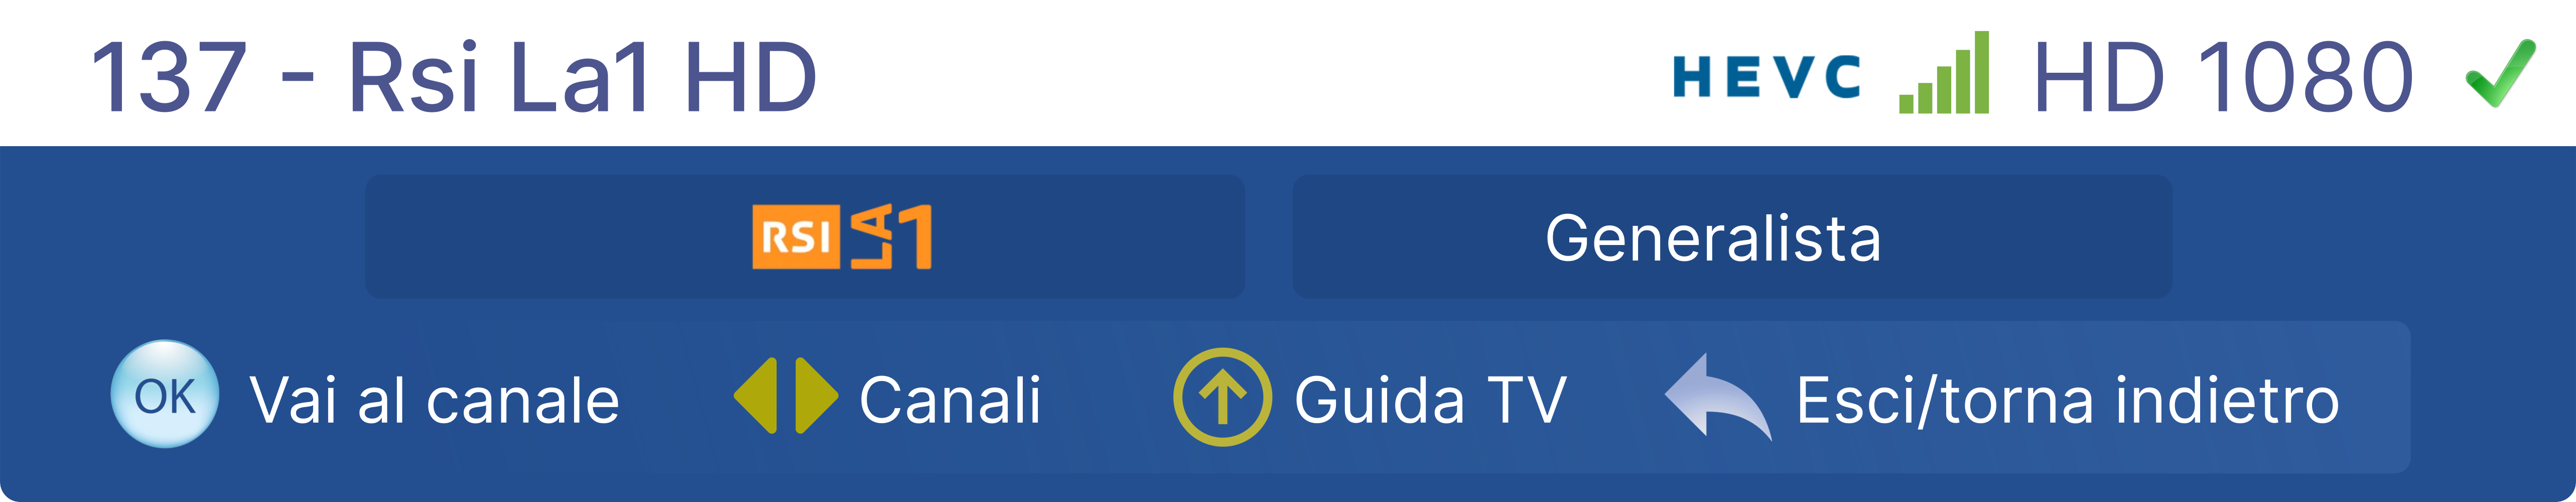 137 - Rsi La1 HD HEVC HD 1080
RSI LA1 Generalista
OK Vai al canale Canali Guida TV Esci/torna indietro